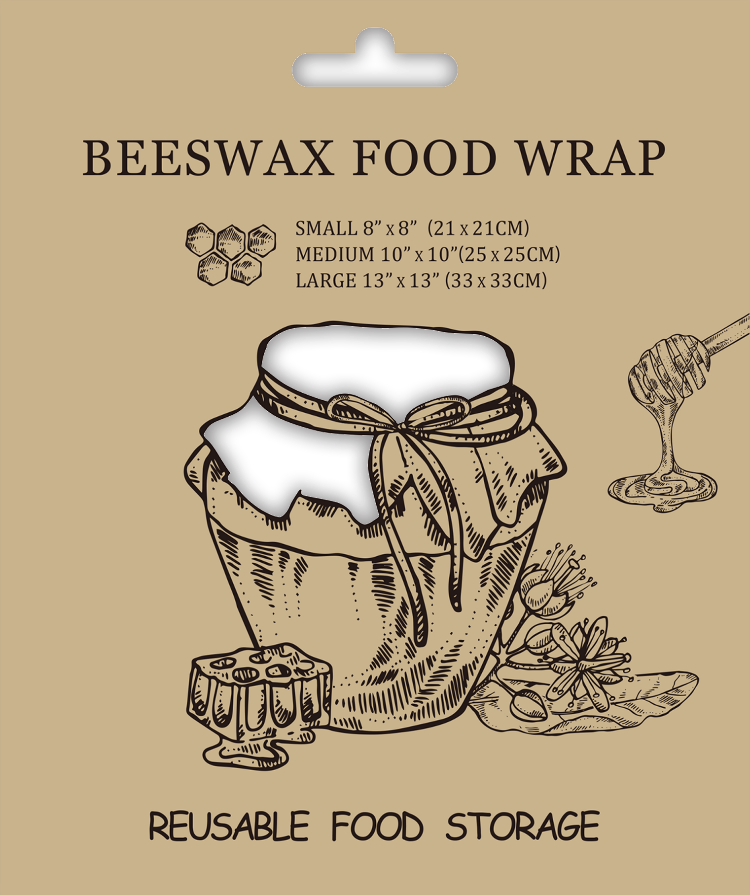 BEESWAX FOOD WRAP
SMALL 8” x 8” (21 x 21CM)
MEDIUM 10” x 10”(25 x 25CM)
LARGE 13” x 13” (33 x 33CM)
REUSABLE FOOD STORAGE